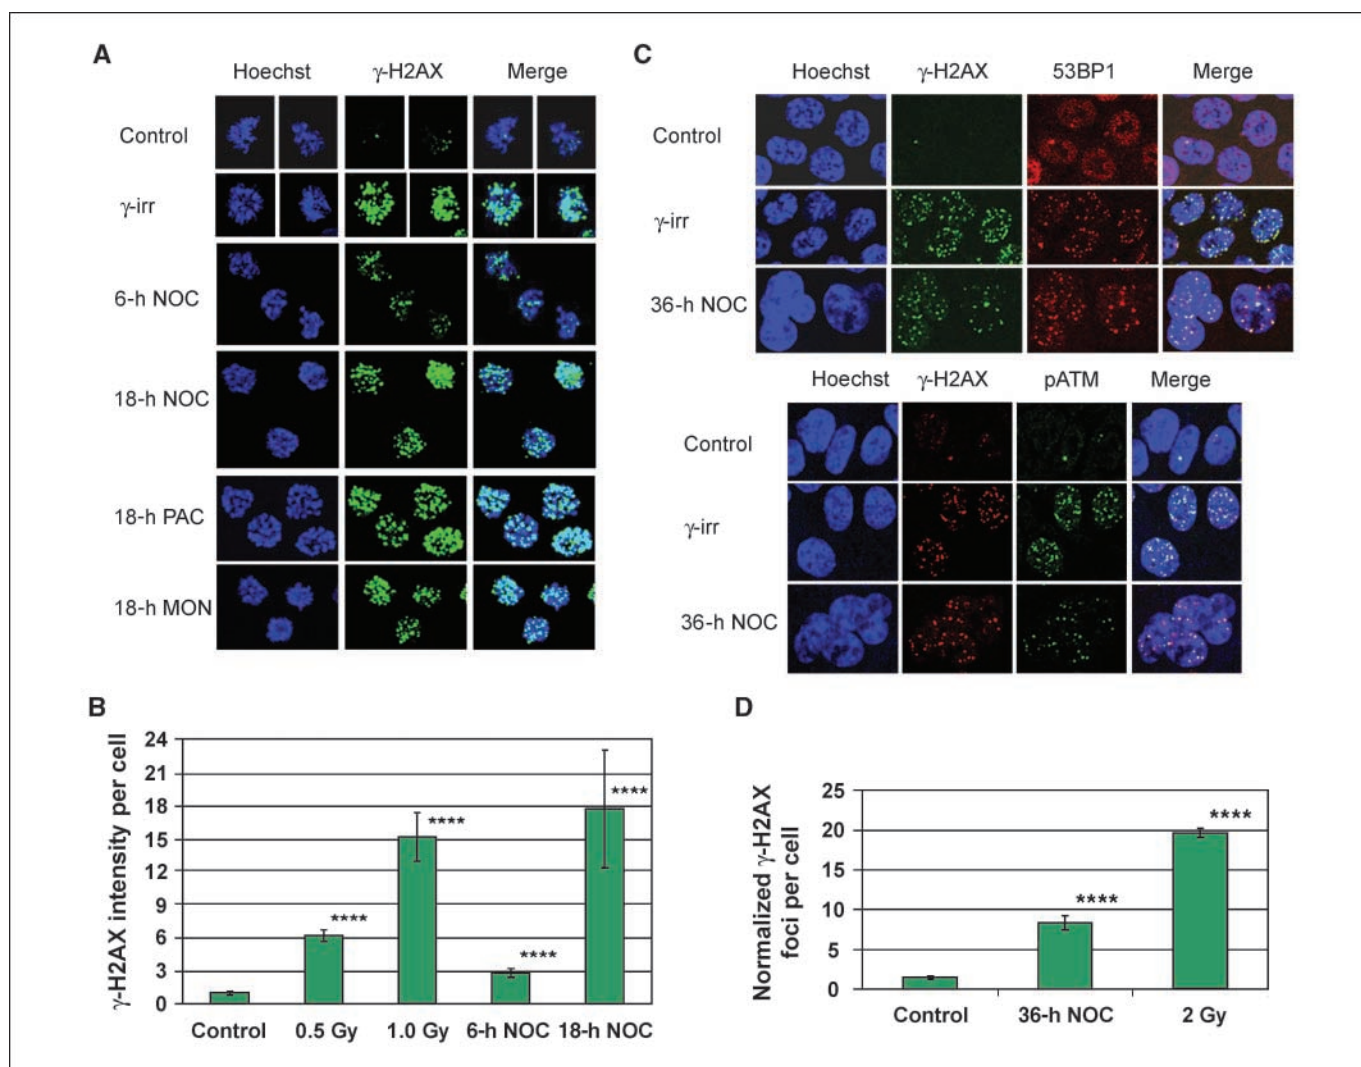 A
Hoechst γ-H2AX Merge
Control
γ-irr
6-h NOC
18-h NOC
18-h PAC
18-h MON
C
Hoechst γ-H2AX 53BP1 Merge
Control
γ-irr
36-h NOC
Hoechst γ-H2AX pATM Merge
Control
γ-irr
36-h NOC
B
γ-H2AX intensity per cell
24
21
18
15
12
9
6
3
0
****
****
****
****
Control 0.5 Gy 1.0 Gy 6-h NOC 18-h NOC
D
Normalized γ-H2AX
foci per cell
25
20
15
10
5
0
****
****
Control 36-h NOC 2 Gy